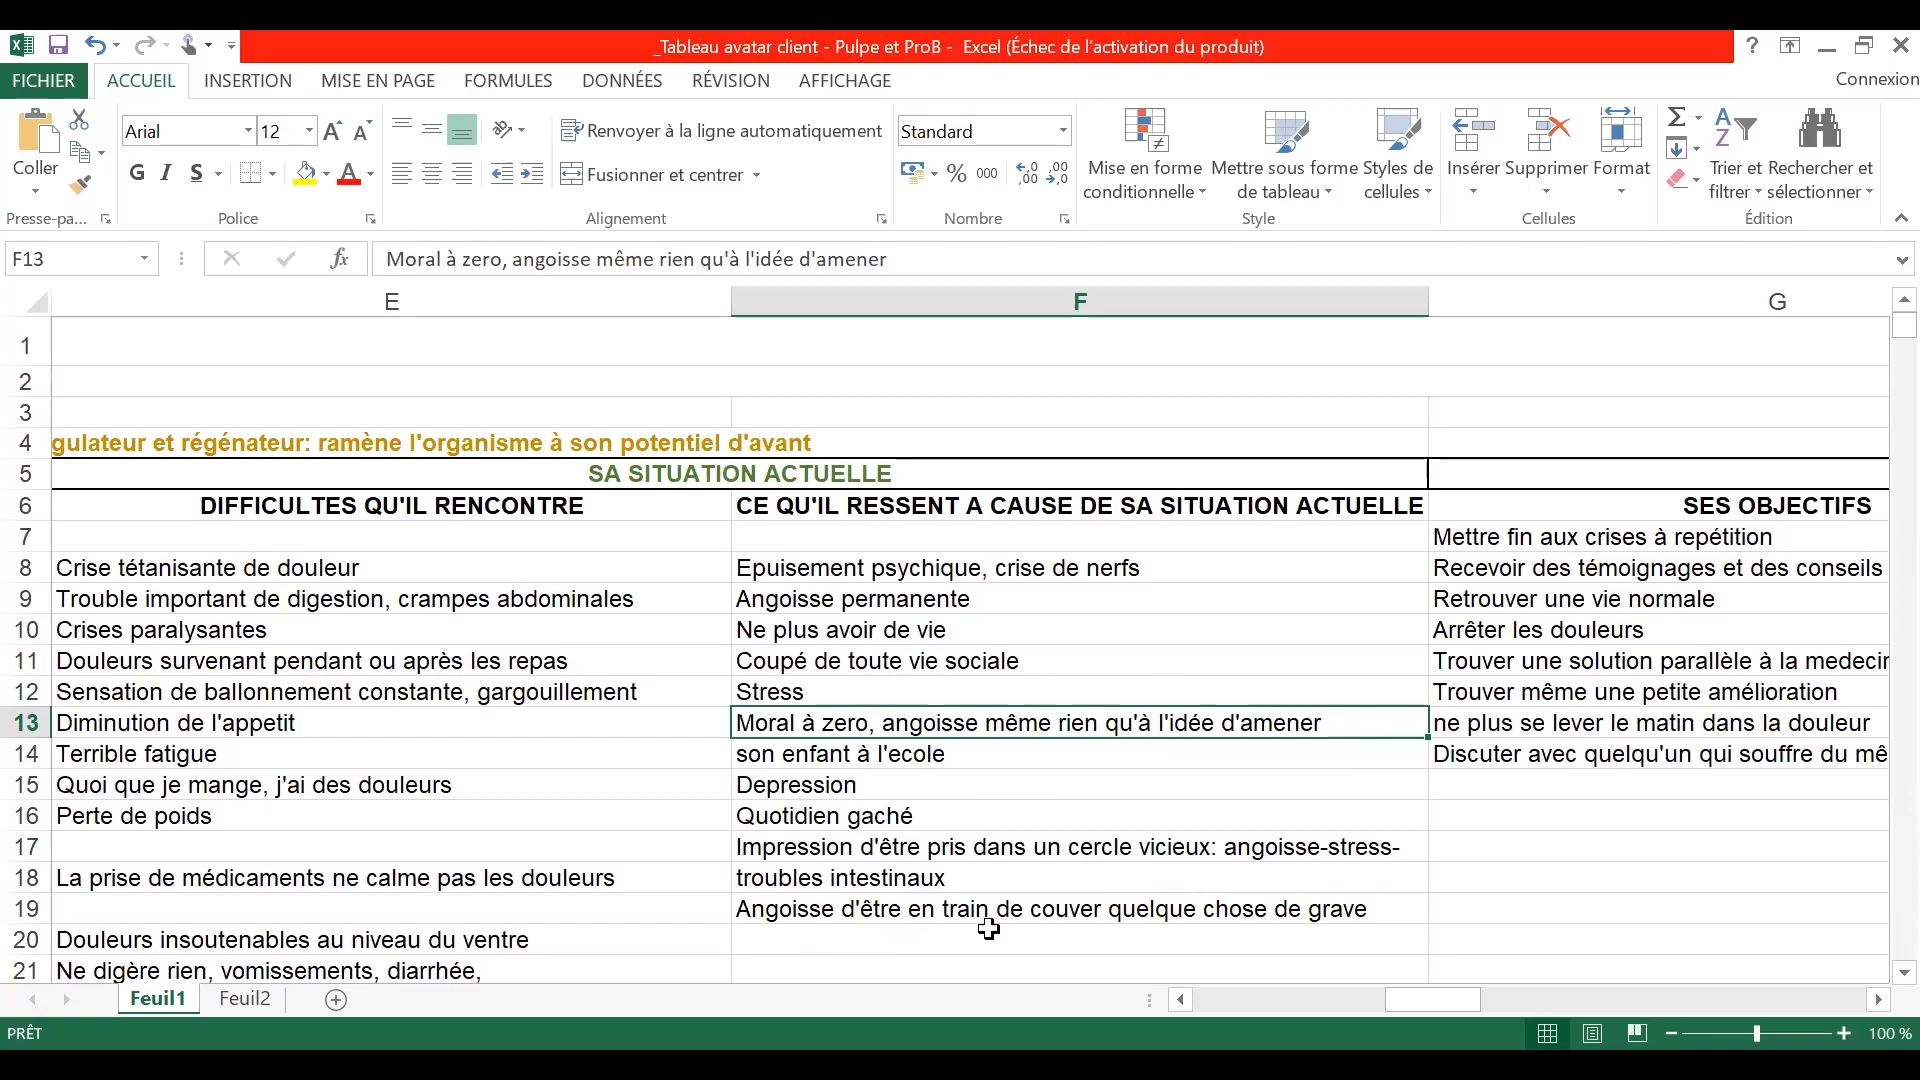 _Tableau avatar client - Pulpe et ProB - Excel (Échec de l'activation du produit)
?
FICHIER ACCUEIL INSERTION MISE EN PAGE FORMULES DONNÉES RÉVISION AFFICHAGE Connexion
Arial 12 Renvoyer à la ligne automatiquement Standard
Coller G I S A Fusionner et centrer % 000
Mise en forme conditionnelle Mettre sous forme de tableau Styles de cellules Insérer Supprimer Format Trier et filtrer Rechercher et sélectionner
Presse-pa... Police Alignement Nombre Style Cellules Édition
F13 fx Moral à zero, angoisse même rien qu'à l'idée d'amener
E F G
1
2
3
4 gulateur et régénateur: ramène l'organisme à son potentiel d'avant
5 SA SITUATION ACTUELLE
6 DIFFICULTES QU'IL RENCONTRE CE QU'IL RESSENT A CAUSE DE SA SITUATION ACTUELLE SES OBJECTIFS
7 Mettre fin aux crises à repétition
8 Crise tétanisante de douleur Epuisement psychique, crise de nerfs Recevoir des témoignages et des conseils
9 Trouble important de digestion, crampes abdominales Angoisse permanente Retrouver une vie normale
10 Crises paralysantes Ne plus avoir de vie Arrêter les douleurs
11 Douleurs survenant pendant ou après les repas Coupé de toute vie sociale Trouver une solution parallèle à la medecin
12 Sensation de ballonnement constante, gargouillement Stress Trouver même une petite amélioration
13 Diminution de l'appetit Moral à zero, angoisse même rien qu'à l'idée d'amener ne plus se lever le matin dans la douleur
14 Terrible fatigue son enfant à l'ecole Discuter avec quelqu'un qui souffre du mê
15 Quoi que je mange, j'ai des douleurs Depression
16 Perte de poids Quotidien gaché
17 Impression d'être pris dans un cercle vicieux: angoisse-stress-
18 La prise de médicaments ne calme pas les douleurs troubles intestinaux
19 Angoisse d'être en train de couver quelque chose de grave
20 Douleurs insoutenables au niveau du ventre
21 Ne digère rien, vomissements, diarrhée,
Feuil1 Feuil2
PRÊT 100 %